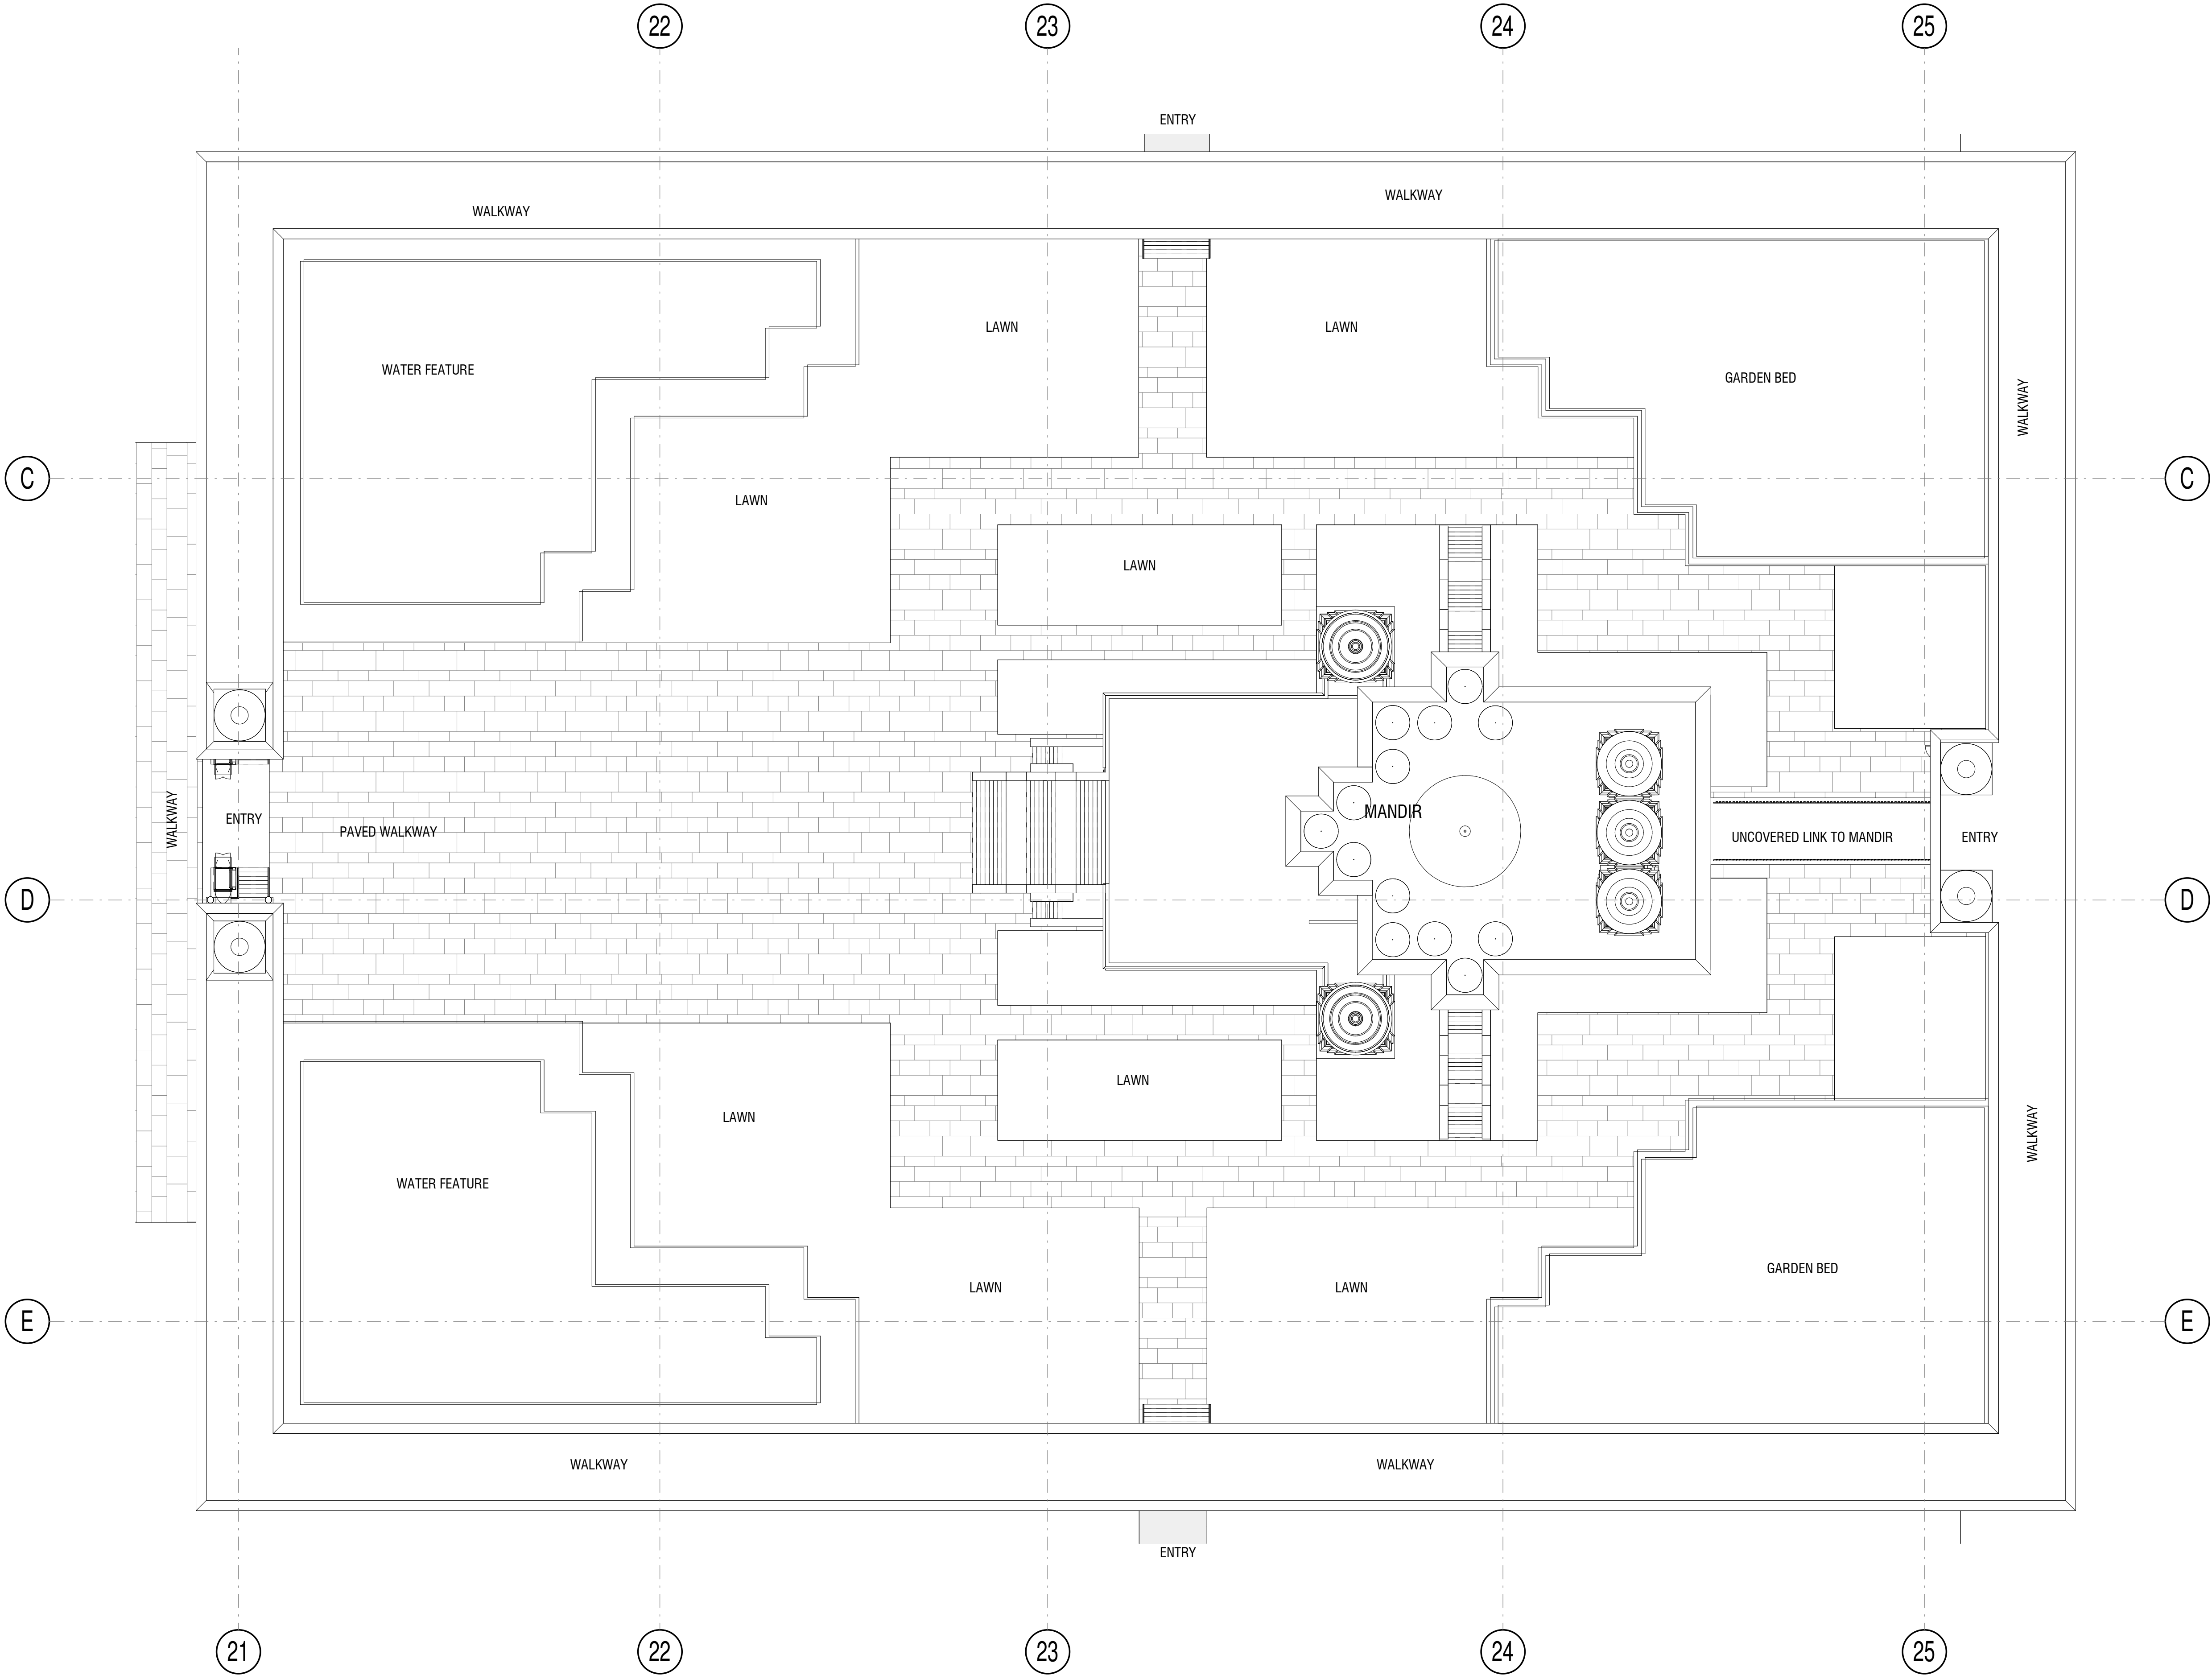 22 23 24 25
ENTRY
WALKWAY
WALKWAY
LAWN
LAWN
WATER FEATURE
GARDEN BED
WALKWAY
C
C
LAWN
LAWN
MANDIR
WALKWAY
ENTRY
PAVED WALKWAY
UNCOVERED LINK TO MANDIR
ENTRY
D
D
LAWN
LAWN
WALKWAY
WATER FEATURE
GARDEN BED
LAWN
LAWN
E
E
WALKWAY
WALKWAY
ENTRY
21 22 23 24 25